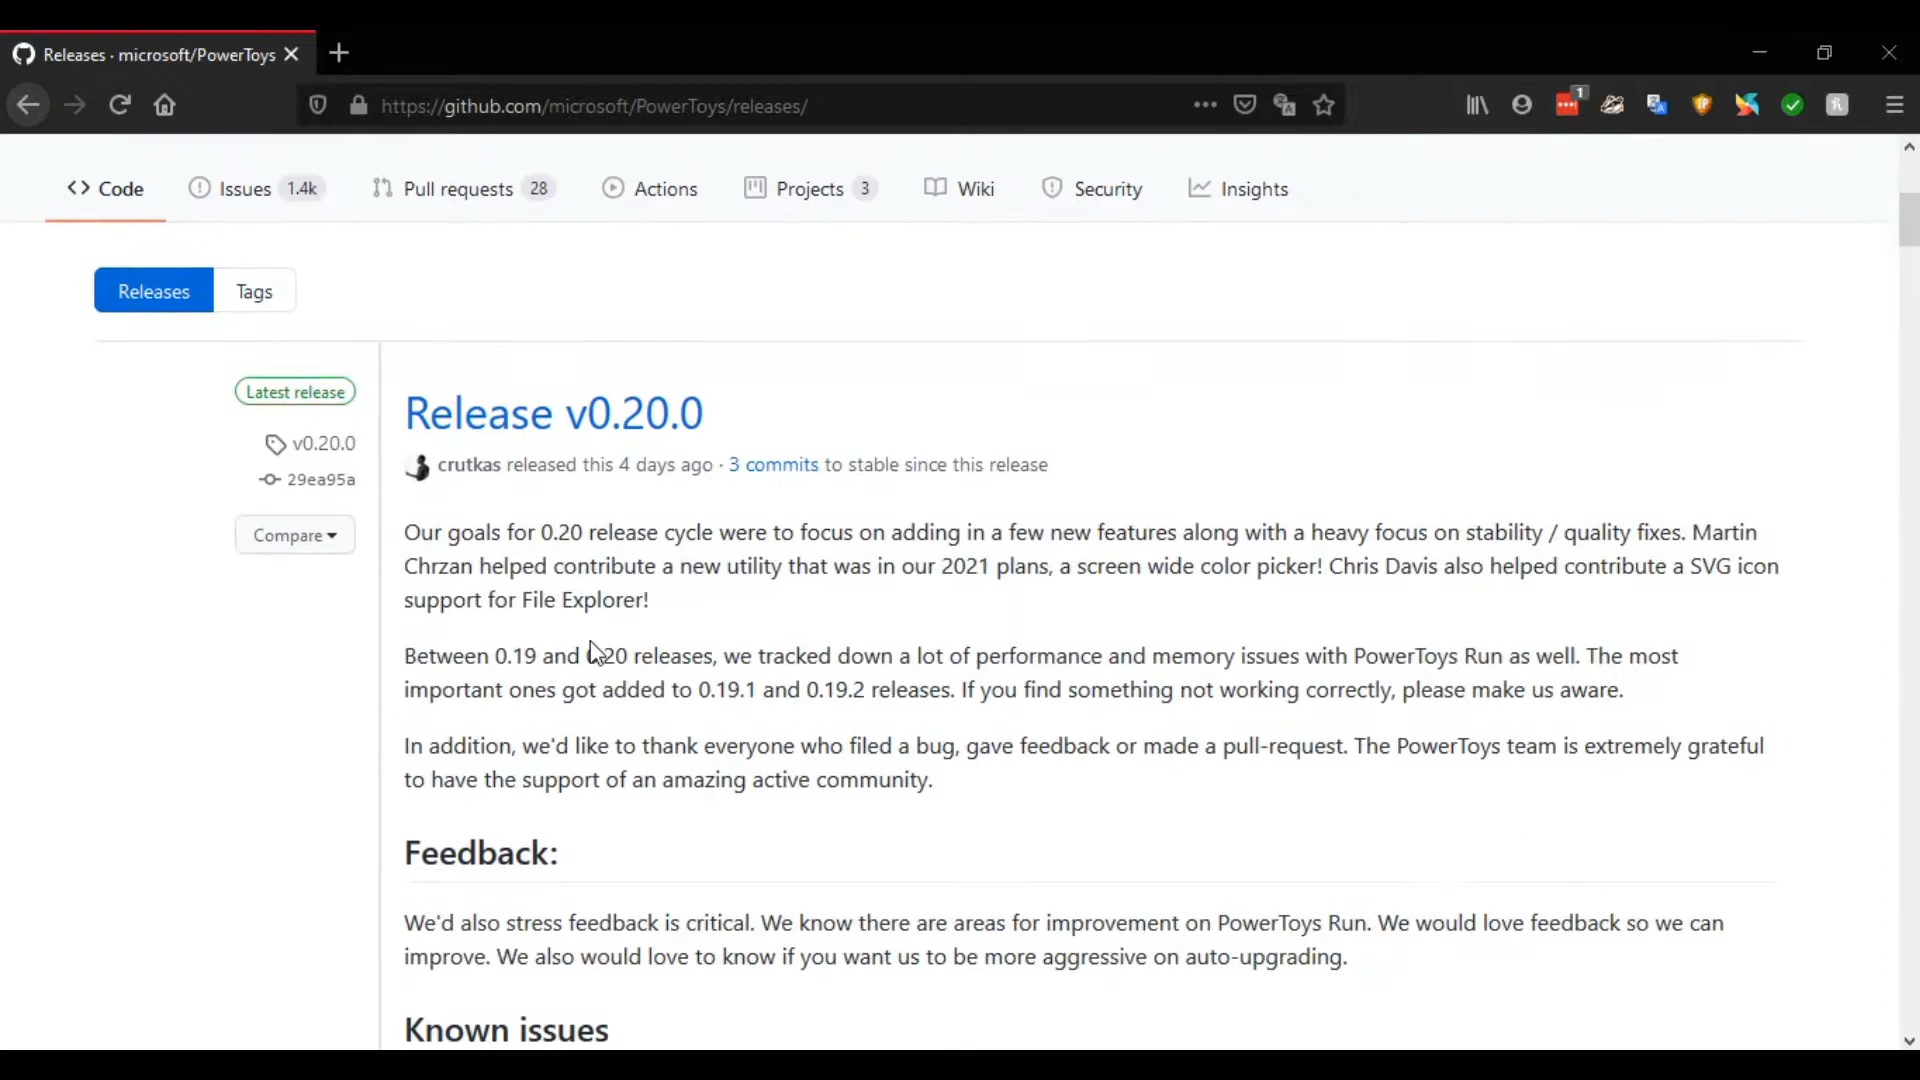 Releases · microsoft/PowerToys
https://github.com/microsoft/PowerToys/releases/
1
Code
Issues 1.4k
Pull requests 28
Actions
Projects 3
Wiki
Security
Insights
Releases
Tags
Latest release
v0.20.0
29ea95a
Compare
Release v0.20.0
crutkas released this 4 days ago · 3 commits to stable since this release
Our goals for 0.20 release cycle were to focus on adding in a few new features along with a heavy focus on stability / quality fixes. Martin
Chrzan helped contribute a new utility that was in our 2021 plans, a screen wide color picker! Chris Davis also helped contribute a SVG icon
support for File Explorer!
Between 0.19 and 0.20 releases, we tracked down a lot of performance and memory issues with PowerToys Run as well. The most
important ones got added to 0.19.1 and 0.19.2 releases. If you find something not working correctly, please make us aware.
In addition, we'd like to thank everyone who filed a bug, gave feedback or made a pull-request. The PowerToys team is extremely grateful
to have the support of an amazing active community.
Feedback:
We'd also stress feedback is critical. We know there are areas for improvement on PowerToys Run. We would love feedback so we can
improve. We also would love to know if you want us to be more aggressive on auto-upgrading.
Known issues